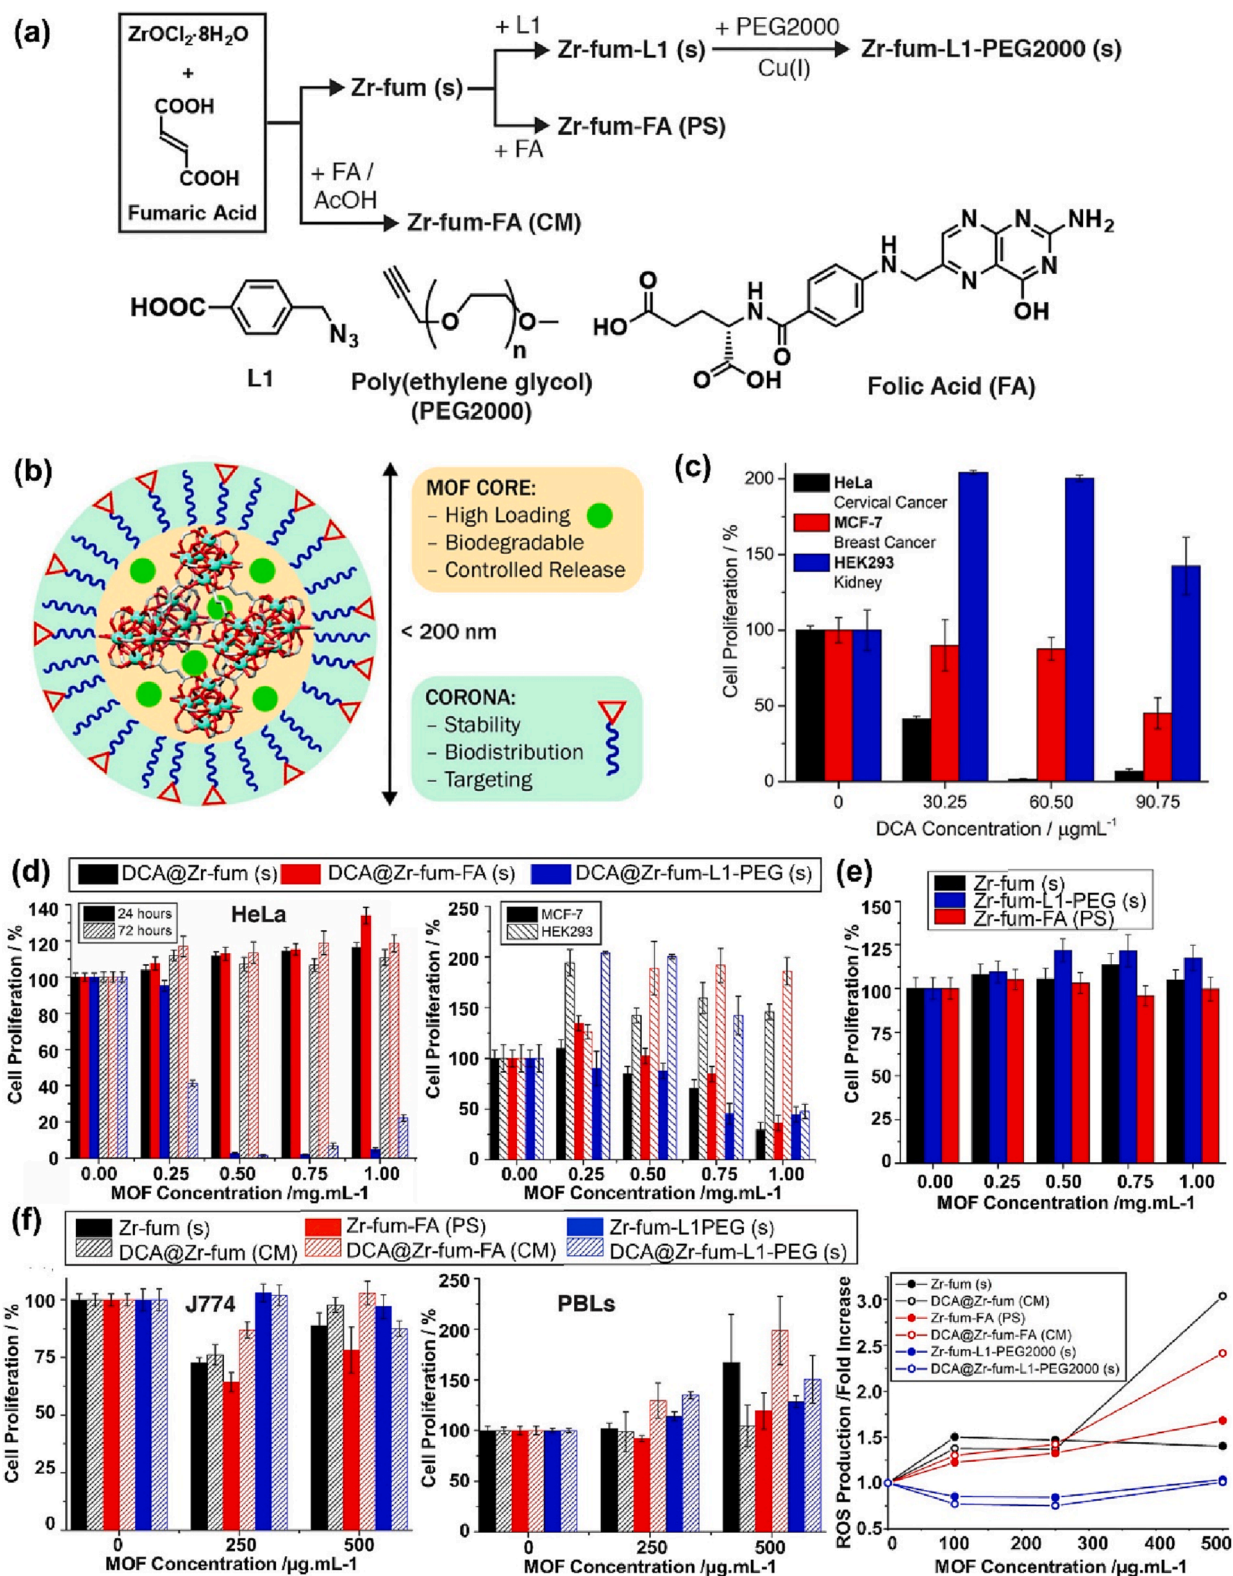 (a)
ZrOCl2·8H2O
+
COOH
COOH
Fumaric Acid
Zr-fum (s)
+ L1
Zr-fum-L1 (s)
+ PEG2000
Cu(I)
Zr-fum-L1-PEG2000 (s)
Zr-fum-FA (PS)
+ FA
+ FA /
AcOH
Zr-fum-FA (CM)
HOOC
N3
L1
O
O
n
Poly(ethylene glycol)
(PEG2000)
O
HO
O
OH
H
N
O
H
N
N
N
N
N
NH2
OH
Folic Acid (FA)
(b)
MOF CORE:
– High Loading
– Biodegradable
– Controlled Release
< 200 nm
CORONA:
– Stability
– Biodistribution
– Targeting
(c)
Cell Proliferation / %
200
150
100
50
0
HeLa
Cervical Cancer
MCF-7
Breast Cancer
HEK293
Kidney
0 30.25 60.50 90.75
DCA Concentration / µgmL-1
(d)
DCA@Zr-fum (s) DCA@Zr-fum-FA (s) DCA@Zr-fum-L1-PEG (s)
Cell Proliferation / %
140
120
100
80
60
40
20
0
24 hours
72 hours
HeLa
0.00 0.25 0.50 0.75 1.00
MOF Concentration /mg.mL-1
Cell Proliferation / %
250
200
150
100
50
0
MCF-7
HEK293
0.00 0.25 0.50 0.75 1.00
MOF Concentration /mg.mL-1
(e)
Zr-fum (s)
Zr-fum-L1-PEG (s)
Zr-fum-FA (PS)
Cell Proliferation / %
150
125
100
75
50
25
0
0.00 0.25 0.50 0.75 1.00
MOF Concentration /mg.mL-1
(f)
Zr-fum (s) Zr-fum-FA (PS) Zr-fum-L1PEG (s)
DCA@Zr-fum (CM) DCA@Zr-fum-FA (CM) DCA@Zr-fum-L1-PEG (s)
Cell Proliferation / %
100
75
50
25
0
J774
0 250 500
MOF Concentration /µg.mL-1
Cell Proliferation / %
250
200
150
100
50
0
PBLs
0 250 500
MOF Concentration /µg.mL-1
ROS Production /Fold Increase
3.0
2.5
2.0
1.5
1.0
0.5
Zr-fum (s)
DCA@Zr-fum (CM)
Zr-fum-FA (PS)
DCA@Zr-fum-FA (CM)
Zr-fum-L1-PEG2000 (s)
DCA@Zr-fum-L1-PEG2000 (s)
0 100 200 300 400 500
MOF Concentration /µg.mL-1